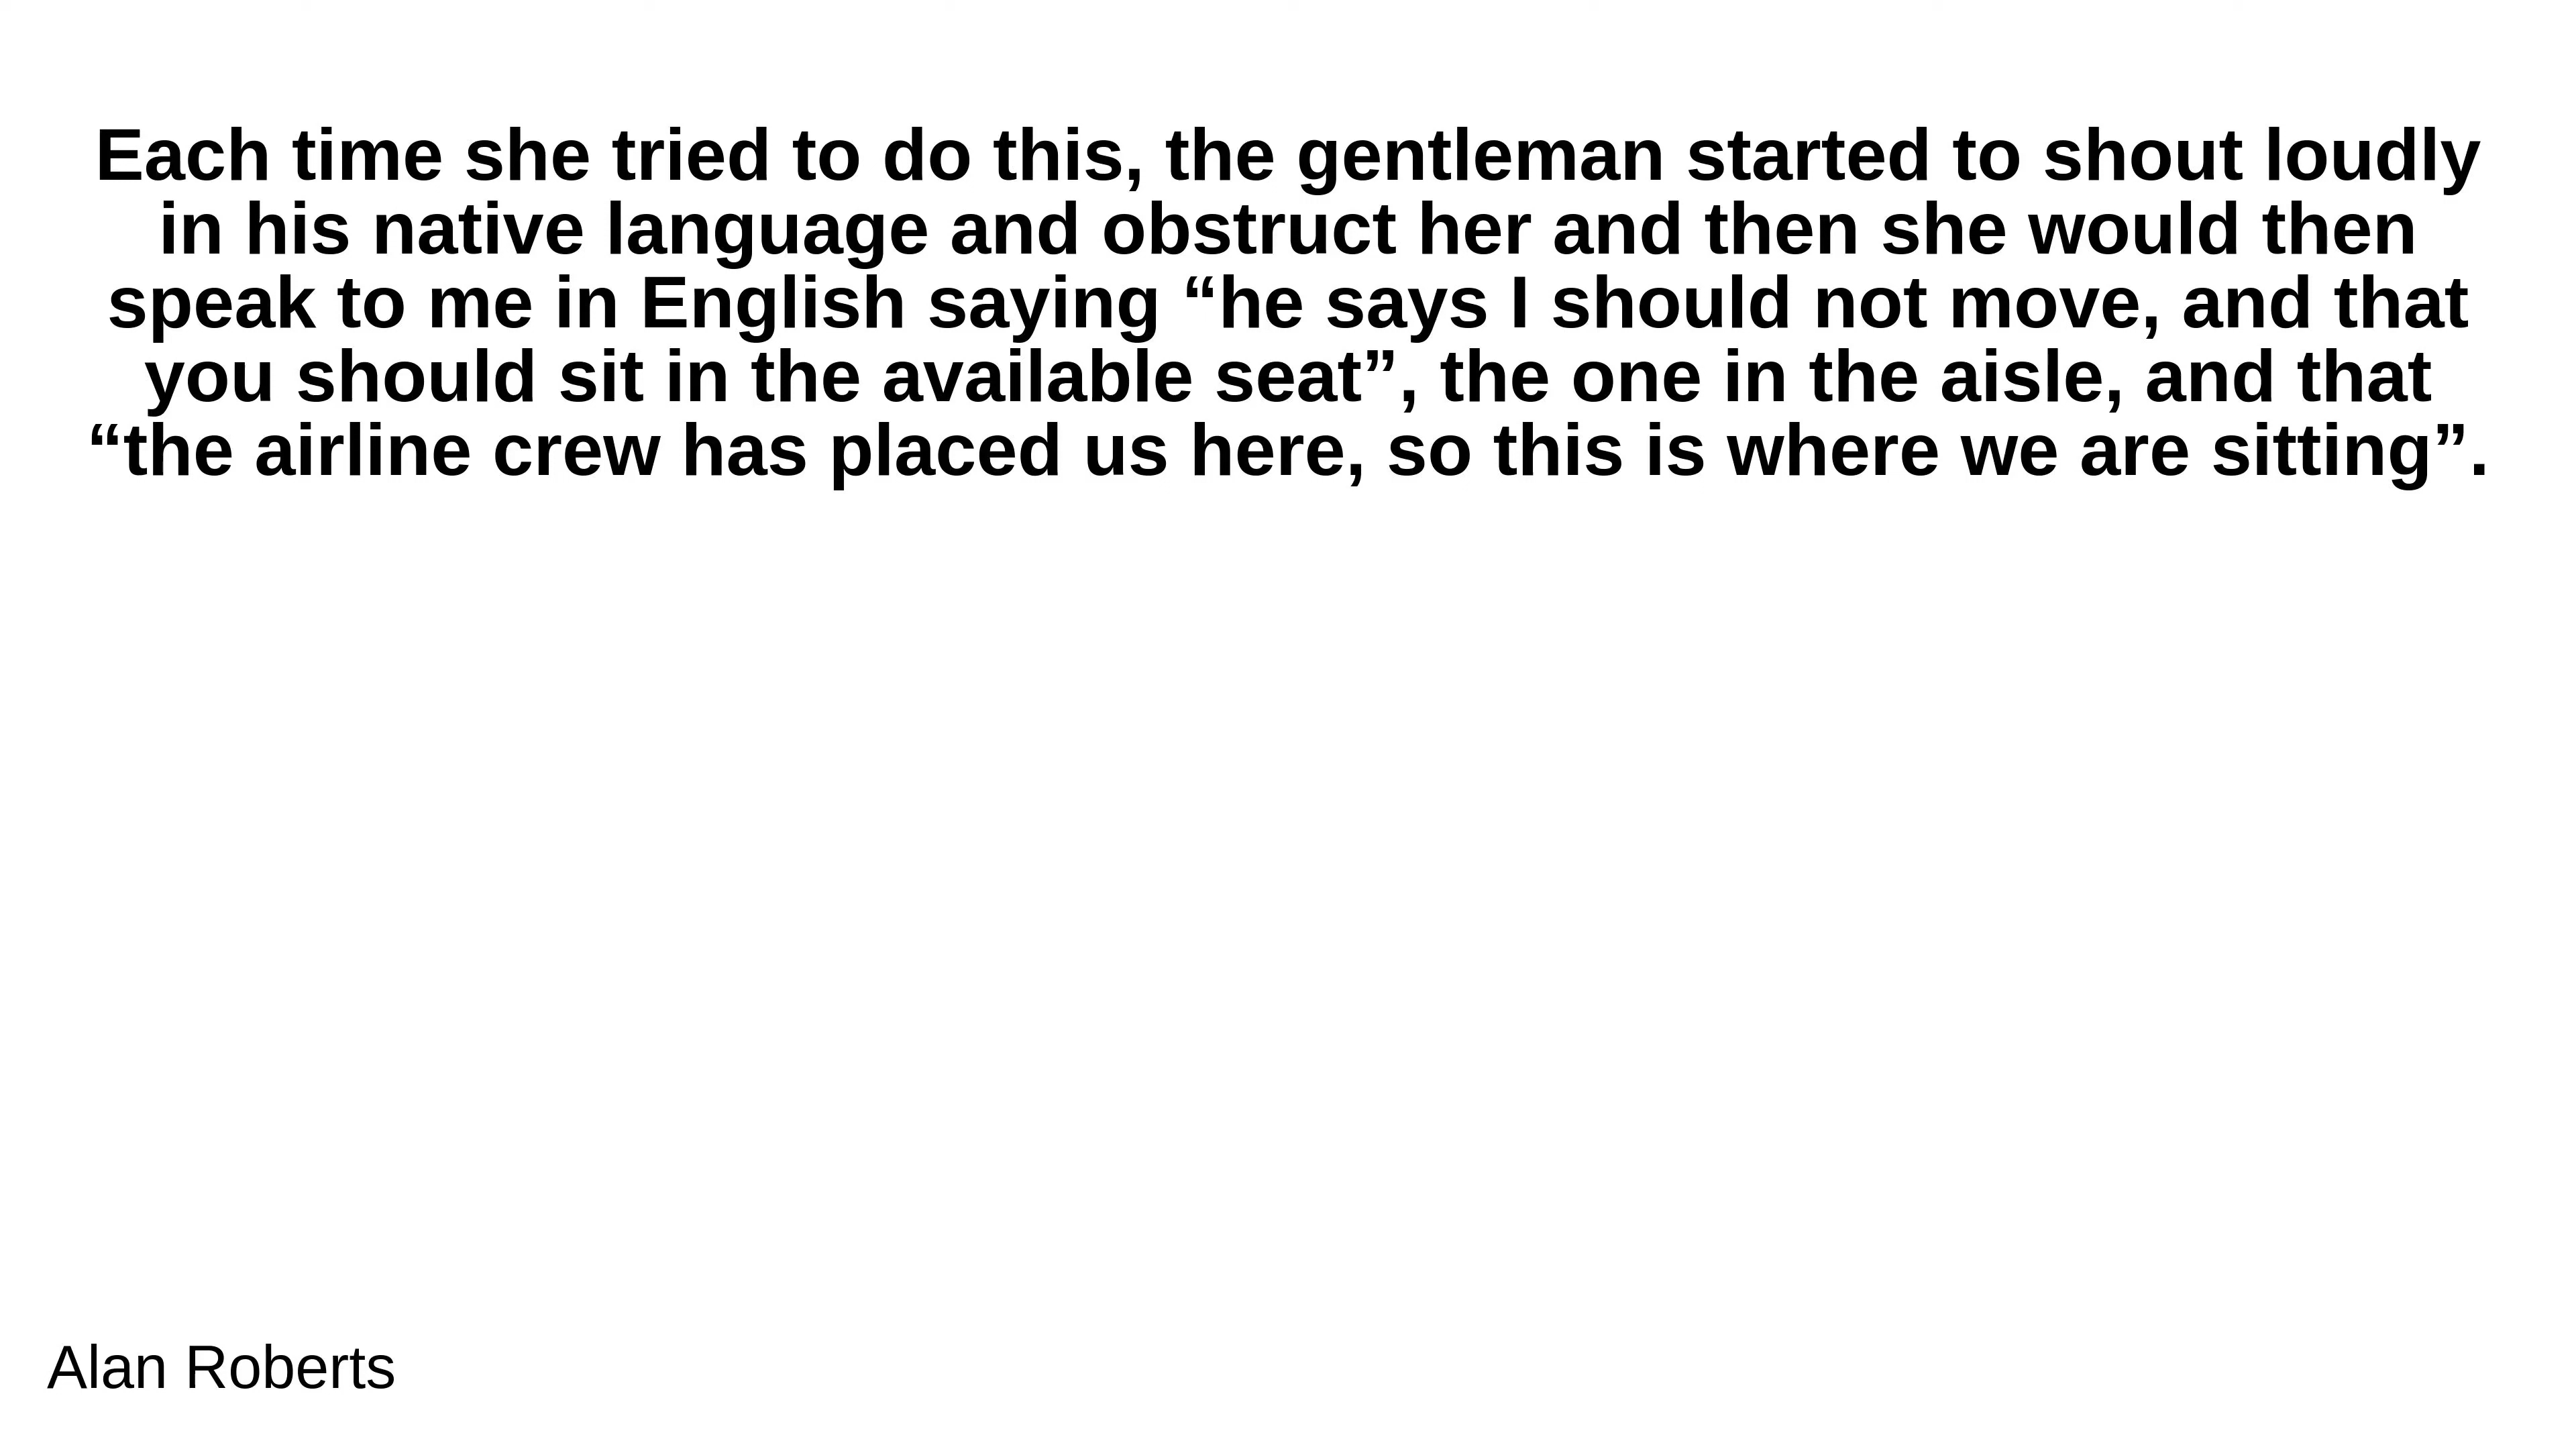 Each time she tried to do this, the gentleman started to shout loudly
in his native language and obstruct her and then she would then
speak to me in English saying “he says I should not move, and that
you should sit in the available seat”, the one in the aisle, and that
“the airline crew has placed us here, so this is where we are sitting”.
Alan Roberts